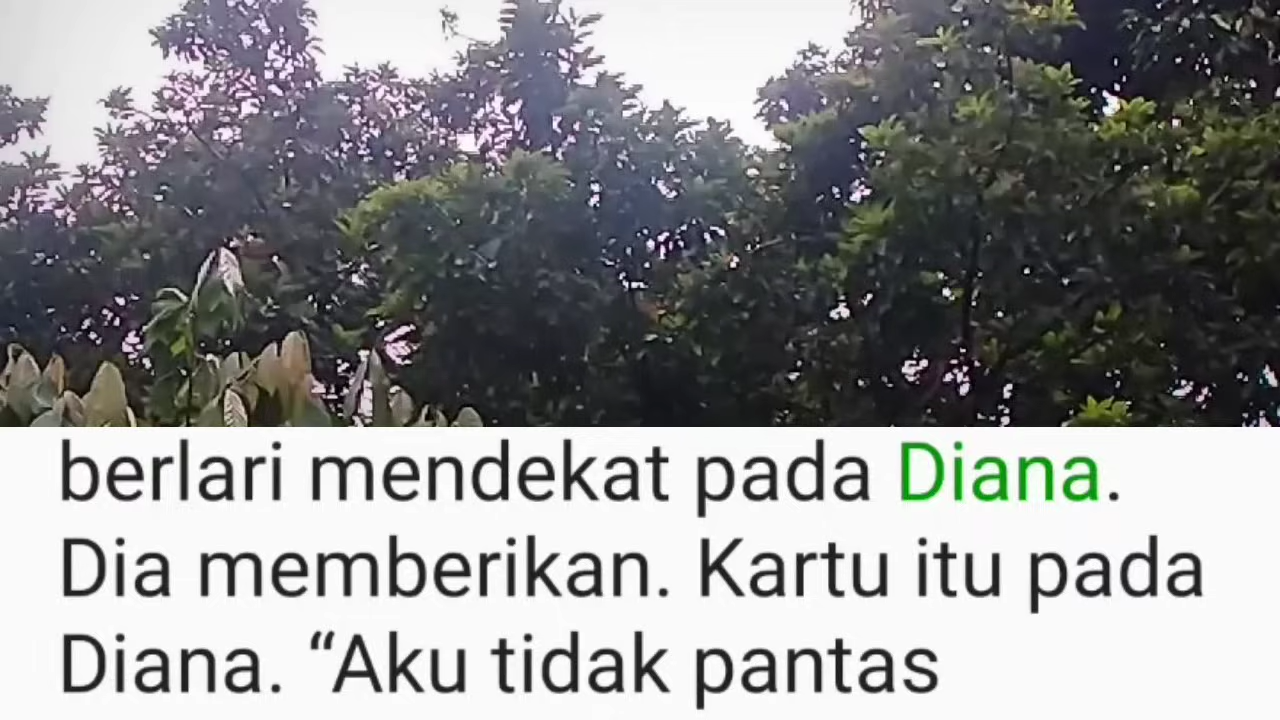 berlari mendekat pada Diana.
Dia memberikan. Kartu itu pada
Diana. “Aku tidak pantas